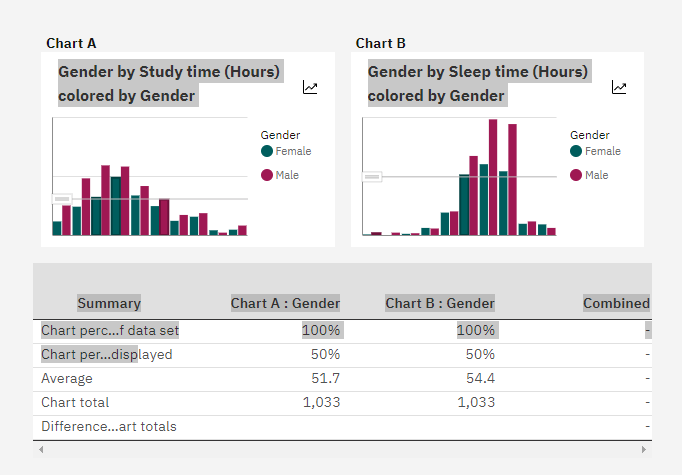 Chart A
Chart B
Gender by Study time (Hours)
colored by Gender
Gender
Female
Male
Gender by Sleep time (Hours)
colored by Gender
Gender
Female
Male
Summary Chart A : Gender Chart B : Gender Combined
Chart perc...f data set 100% 100% -
Chart per...displayed 50% 50% -
Average 51.7 54.4 -
Chart total 1,033 1,033 -
Difference...art totals -